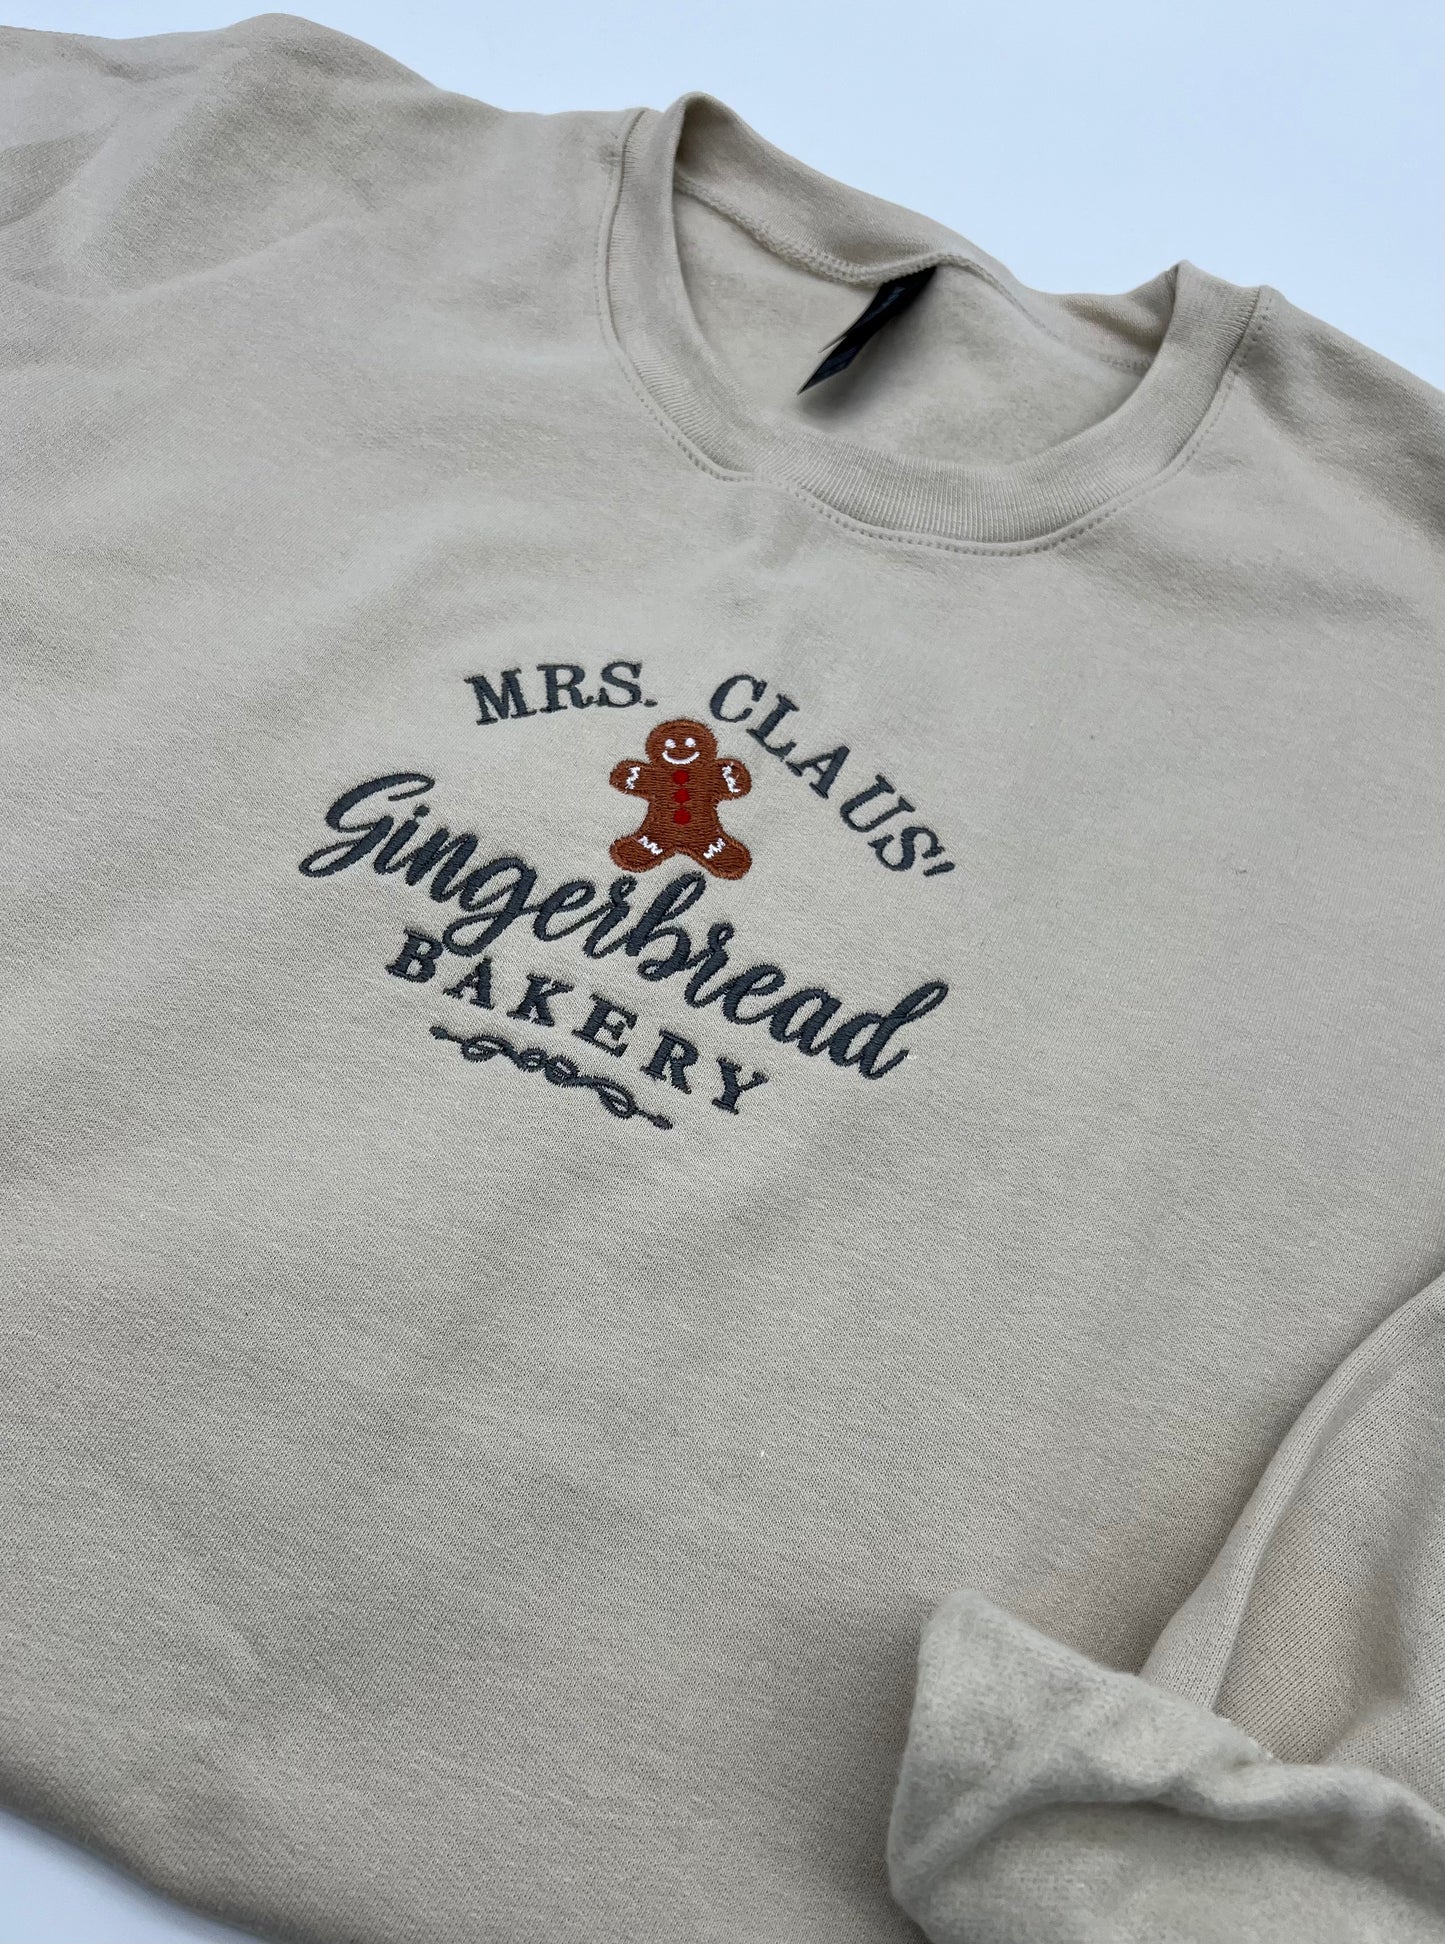 MRS. CLAUS'
Gingerbread
BAKERY